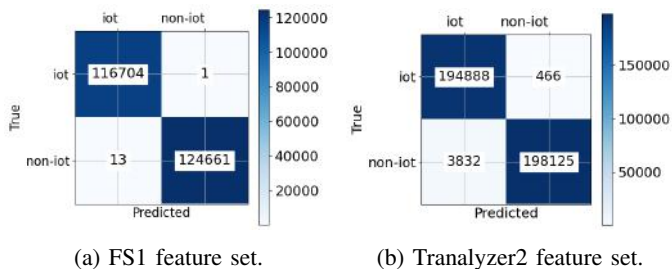 iot non-iot
120000
100000
80000
60000
40000
20000
True
iot
non-iot
116704 1
13 124661
Predicted
(a) FS1 feature set.
iot non-iot
150000
100000
50000
True
iot
non-iot
194888 466
3832 198125
Predicted
(b) Tranalyzer2 feature set.